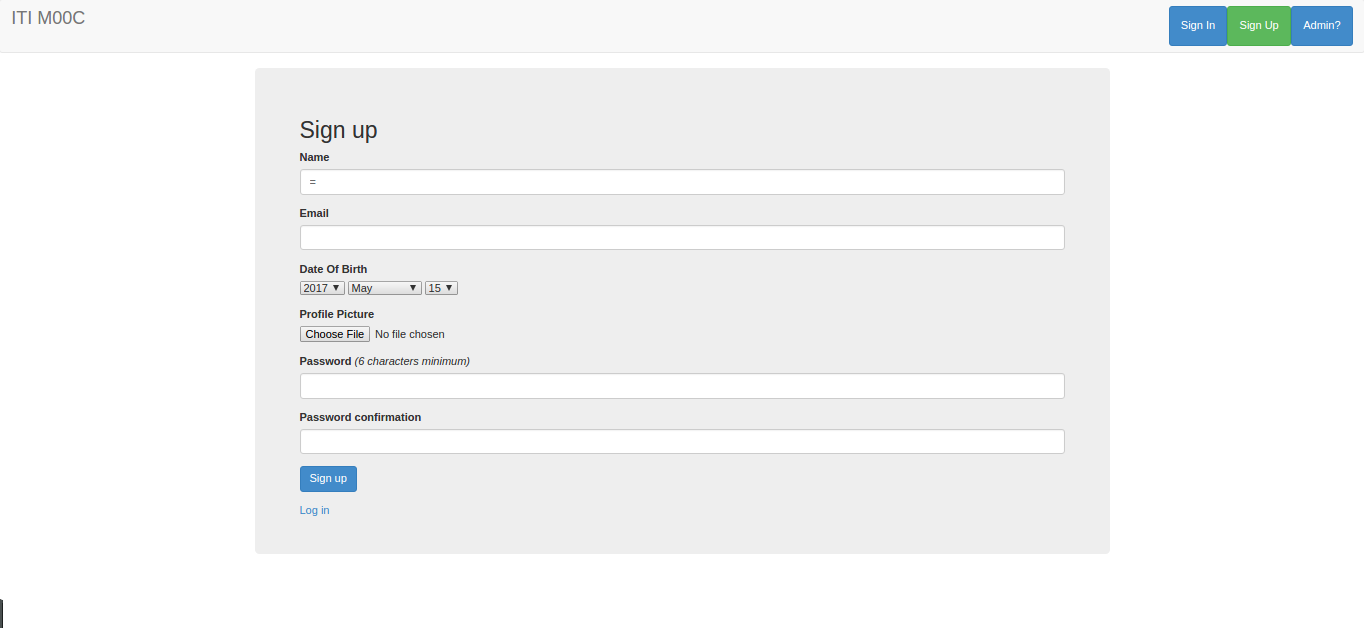 ITI M00C
Sign In Sign Up Admin?
Sign up
Name
=
Email
Date Of Birth
2017 May 15
Profile Picture
Choose File No file chosen
Password (6 characters minimum)
Password confirmation
Sign up
Log in